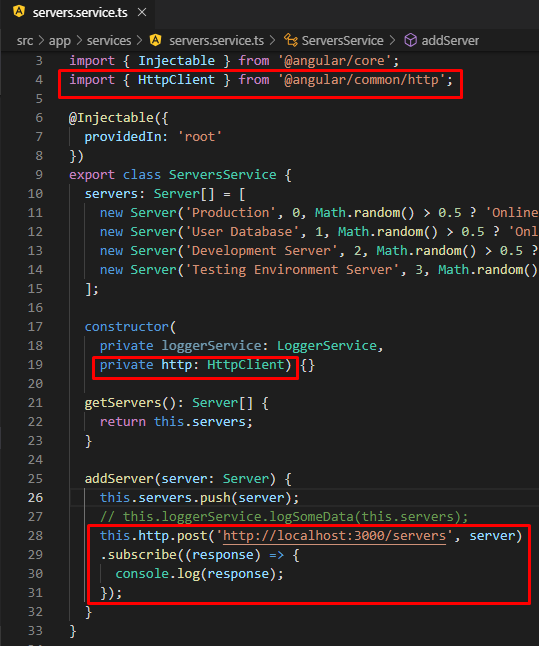 servers.service.ts ×
src > app > services > servers.service.ts > ServersService > addServer
3 import { Injectable } from '@angular/core';
4 import { HttpClient } from '@angular/common/http';
5
6 @Injectable({
7 providedIn: 'root'
8 })
9 export class ServersService {
10 servers: Server[] = [
11 new Server('Production', 0, Math.random() > 0.5 ? 'Online
12 new Server('User Database', 1, Math.random() > 0.5 ? 'Onl
13 new Server('Development Server', 2, Math.random() > 0.5 ?
14 new Server('Testing Environment Server', 3, Math.random()
15 ];
16
17 constructor(
18 private loggerService: LoggerService,
19 private http: HttpClient) {}
20
21 getServers(): Server[] {
22 return this.servers;
23 }
24
25 addServer(server: Server) {
26 this.servers.push(server);
27 // this.loggerService.logSomeData(this.servers);
28 this.http.post('http://localhost:3000/servers', server)
29 .subscribe((response) => {
30 console.log(response);
31 });
32 }
33 }